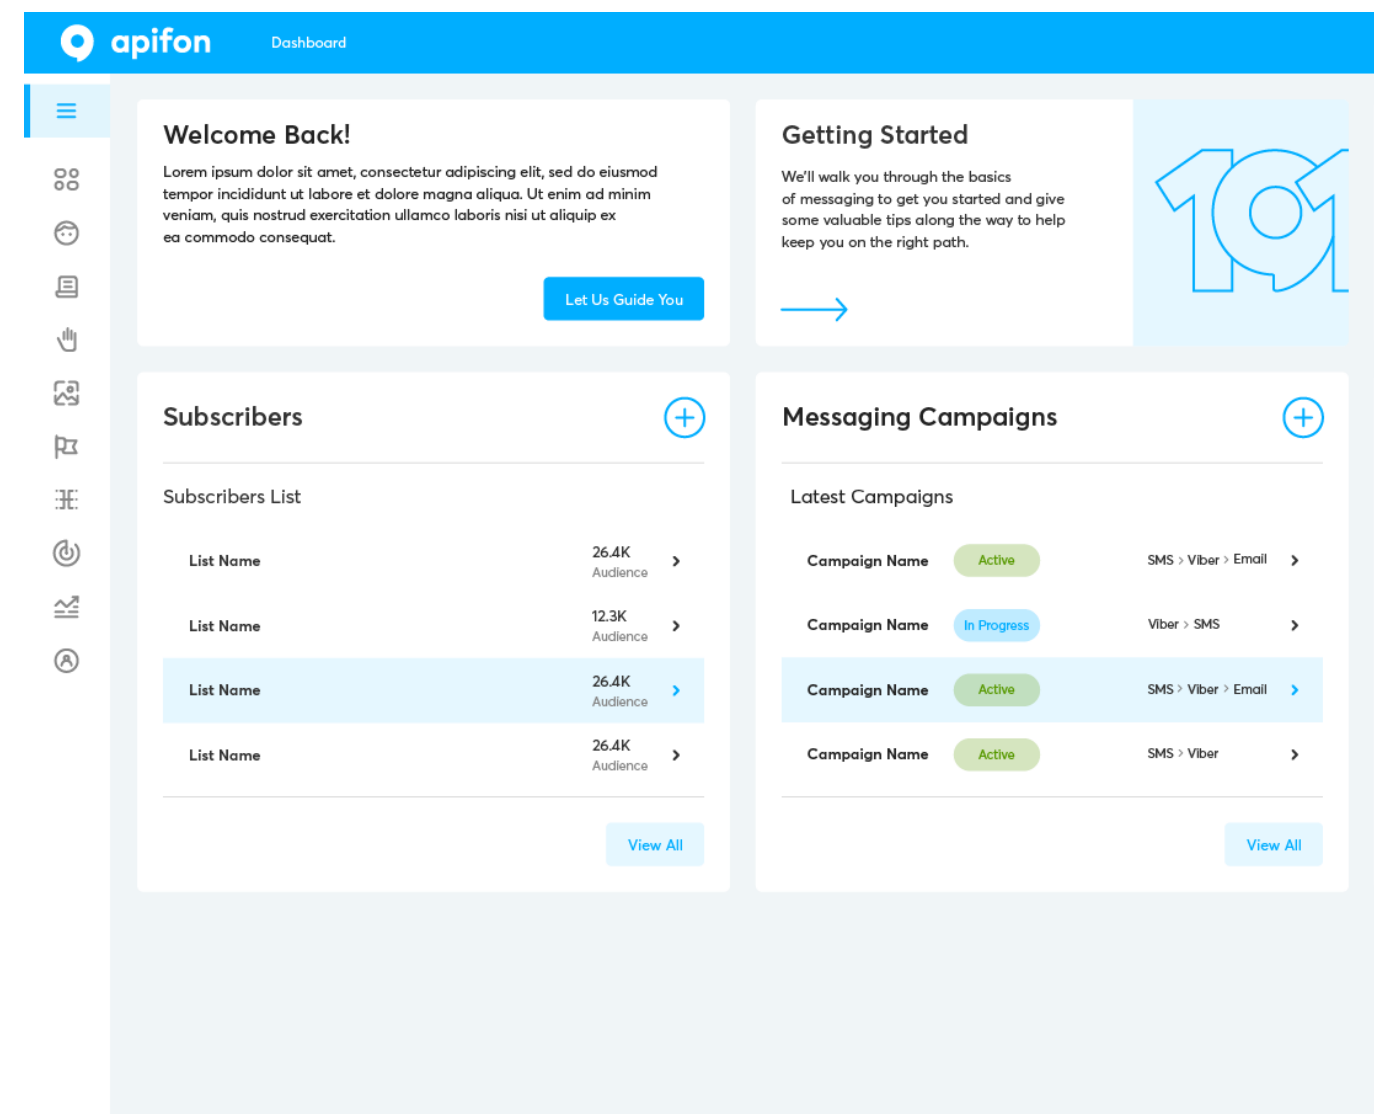 apifon
Dashboard
Welcome Back!
Lorem ipsum dolor sit amet, consectetur adipiscing elit, sed do eiusmod
tempor incididunt ut labore et dolore magna aliqua. Ut enim ad minim
veniam, quis nostrud exercitation ullamco laboris nisi ut aliquip ex
ea commodo consequat.
Let Us Guide You
Getting Started
We'll walk you through the basics
of messaging to get you started and give
some valuable tips along the way to help
keep you on the right path.
101
Subscribers
Subscribers List
List Name
26.4K
Audience
List Name
12.3K
Audience
List Name
26.4K
Audience
List Name
26.4K
Audience
View All
Messaging Campaigns
Latest Campaigns
Campaign Name Active SMS > Viber > Email
Campaign Name In Progress Viber > SMS
Campaign Name Active SMS > Viber > Email
Campaign Name Active SMS > Viber
View All